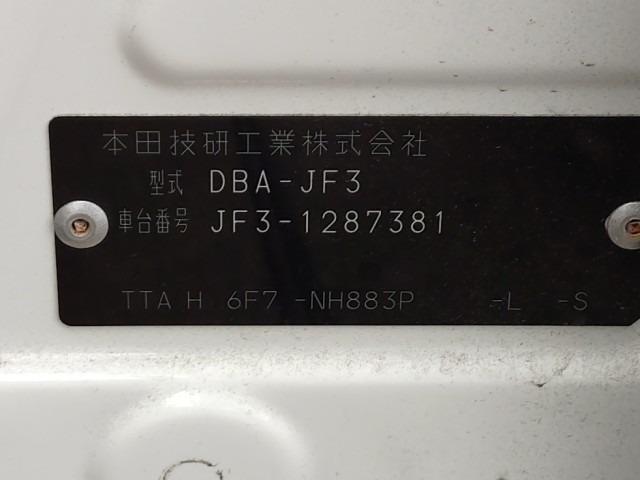 本田技研工業株式会社
型式 DBA-JF3
車台番号 JF3-1287381
TTA H 6F7 -NH883P -L -S